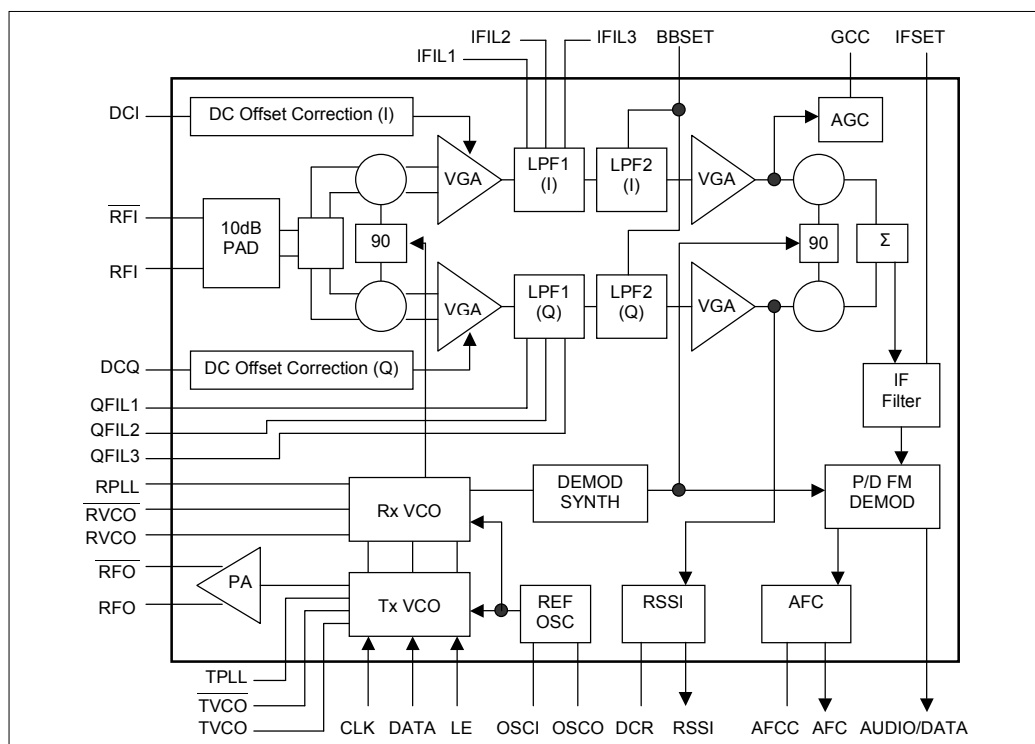 IFIL2
IFIL3
BBSET
GCC
IFSET
IFIL1
DCI
DC Offset Correction (I)
AGC
VGA
LPF1
(I)
LPF2
(I)
VGA
RFI
10dB
PAD
90
90
Σ
RFI
VGA
LPF1
(Q)
LPF2
(Q)
VGA
DCQ
DC Offset Correction (Q)
IF
Filter
QFIL1
QFIL2
QFIL3
RPLL
RVCO
RVCO
Rx VCO
DEMOD
SYNTH
P/D FM
DEMOD
RFO
PA
RFO
Tx VCO
REF
OSC
RSSI
AFC
TPLL
TVCO
TVCO
CLK
DATA
LE
OSCI
OSCO
DCR
RSSI
AFCC
AFC
AUDIO/DATA